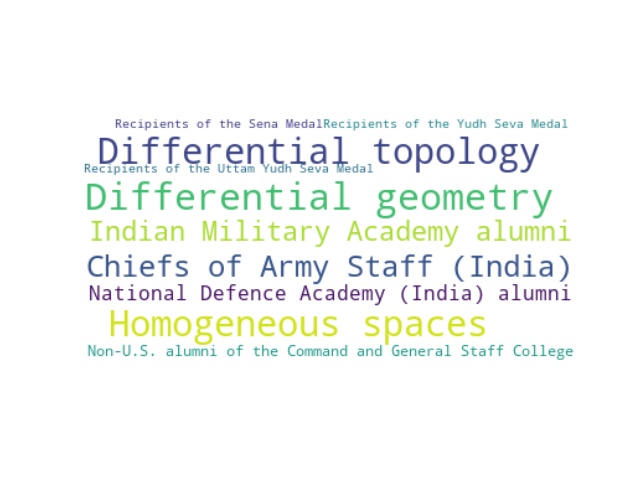 Recipients of the Sena Medal Recipients of the Yudh Seva Medal
Differential topology
Recipients of the Uttam Yudh Seva Medal
Differential geometry
Indian Military Academy alumni
Chiefs of Army Staff (India)
National Defence Academy (India) alumni
Homogeneous spaces
Non-U.S. alumni of the Command and General Staff College